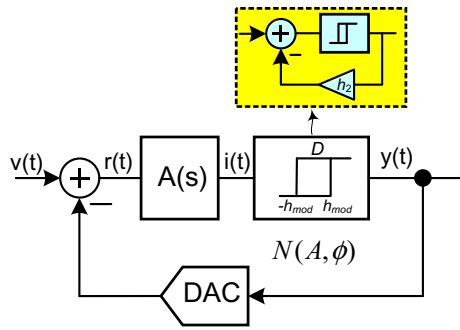 +
−
h₂
v(t)
r(t)
i(t)
y(t)
+
−
A(s)
D
-hmod
hmod
N(A,ϕ)
DAC